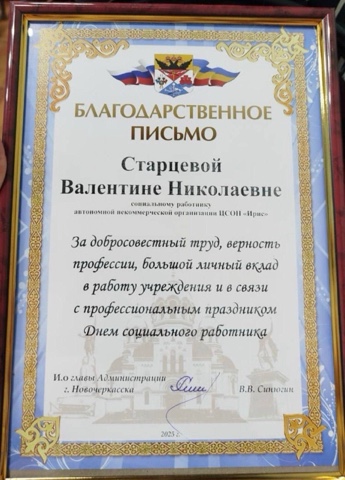 БЛАГОДАРСТВЕННОЕ
ПИСЬМО
Старцевой
Валентине Николаевне
социальному работнику
автономной некоммерческой организации ЦСОН «Ирис»
За добросовестный труд, верность
профессии, большой личный вклад
в работу учреждения и в связи
с профессиональным праздником
Днем социального работника
И.о главы Администрации
г. Новочеркасска
В.В. Синюгин
2025 г.